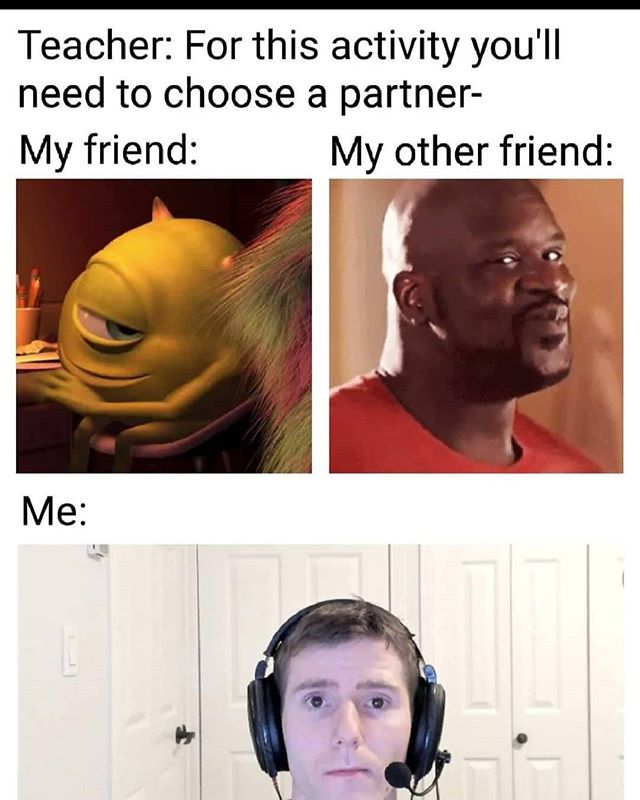 Teacher: For this activity you'll
need to choose a partner-
My friend:
My other friend:
Me: